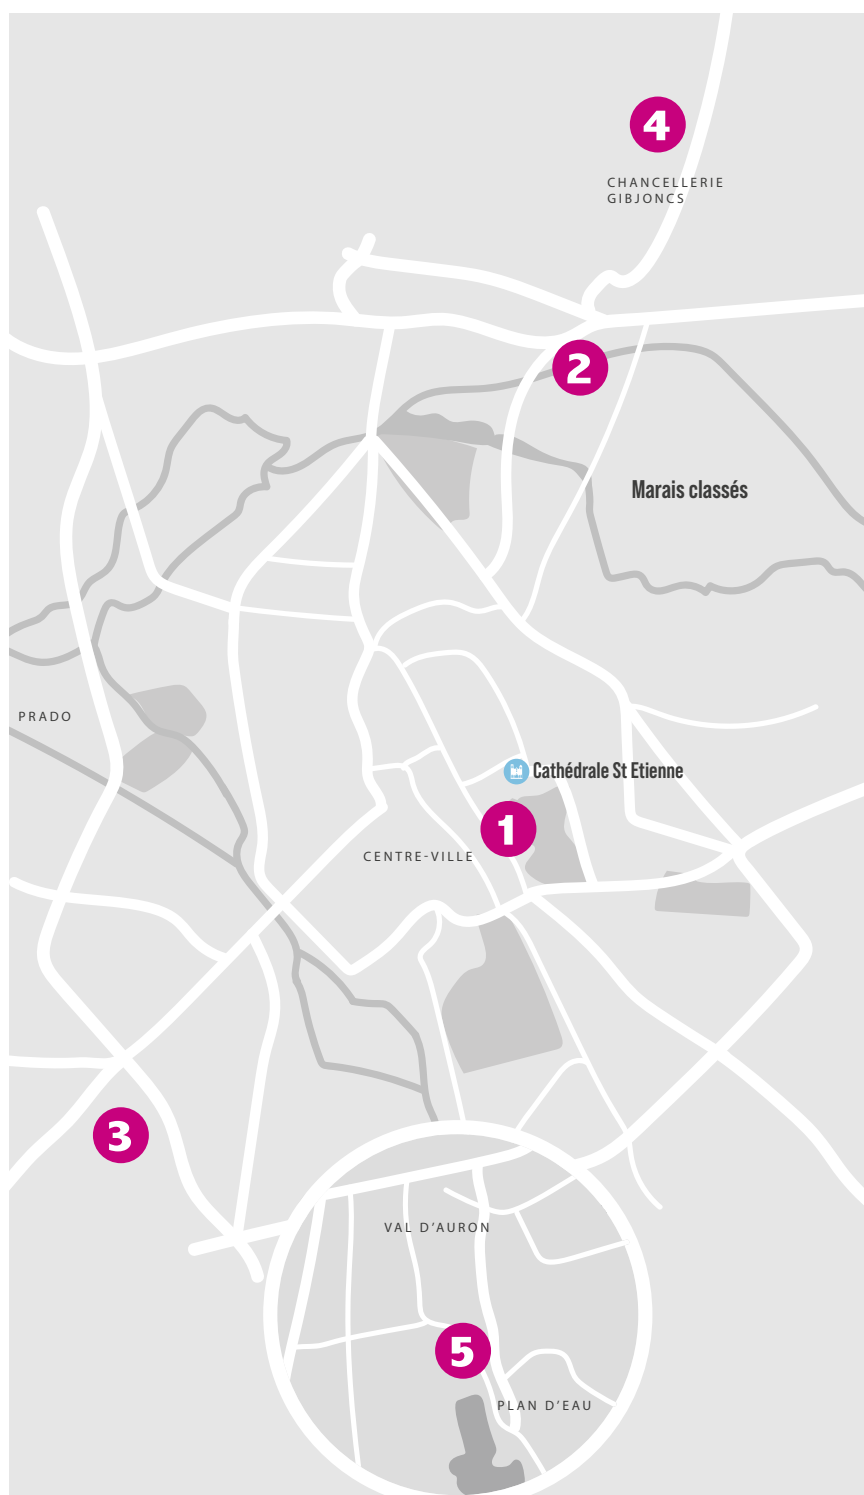 4
CHANCELLERIE
GIBJONCS
2
Marais classés
PRADO
Cathédrale St Etienne
1
CENTRE-VILLE
3
VAL D'AURON
5
PLAN D'EAU